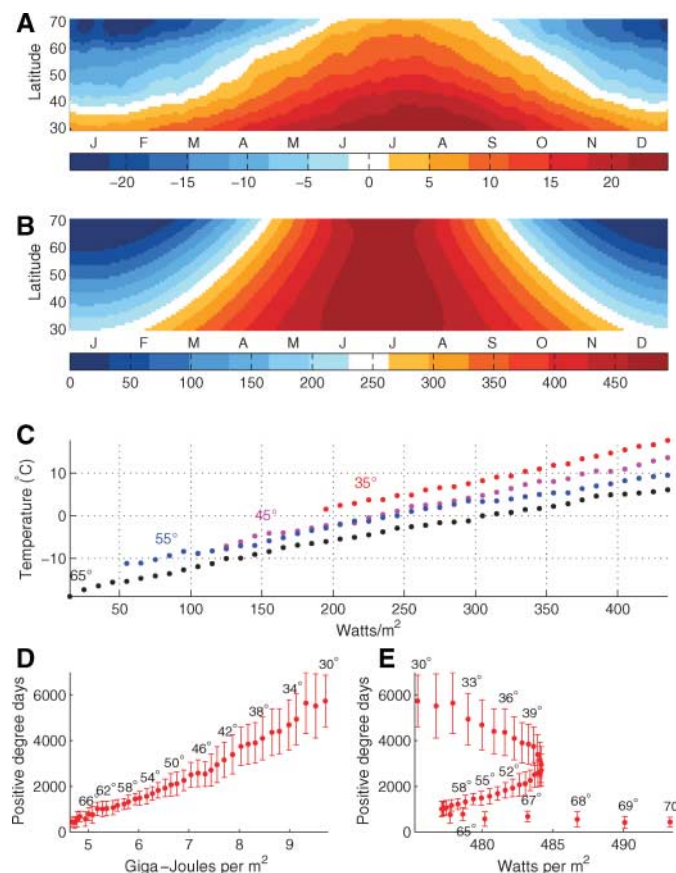 A
70
60
50
40
30
Latitude
J F M A M J J A S O N D
−20 −15 −10 −5 0 5 10 15 20
B
70
60
50
40
30
Latitude
J F M A M J J A S O N D
0 50 100 150 200 250 300 350 400 450
C
10
0
−10
Temperature (°C)
35°
45°
55°
65°
50 100 150 200 250 300 350 400
Watts/m²
D
6000
4000
2000
0
Positive degree days
30°
34°
38°
42°
46°
50°
54°
58°
62°
66°
5 6 7 8 9
Giga−Joules per m²
E
6000
4000
2000
0
Positive degree days
30°
33°
36°
39°
52°
55°
58°
65°
67°
68°
69°
70°
480 485 490
Watts per m²